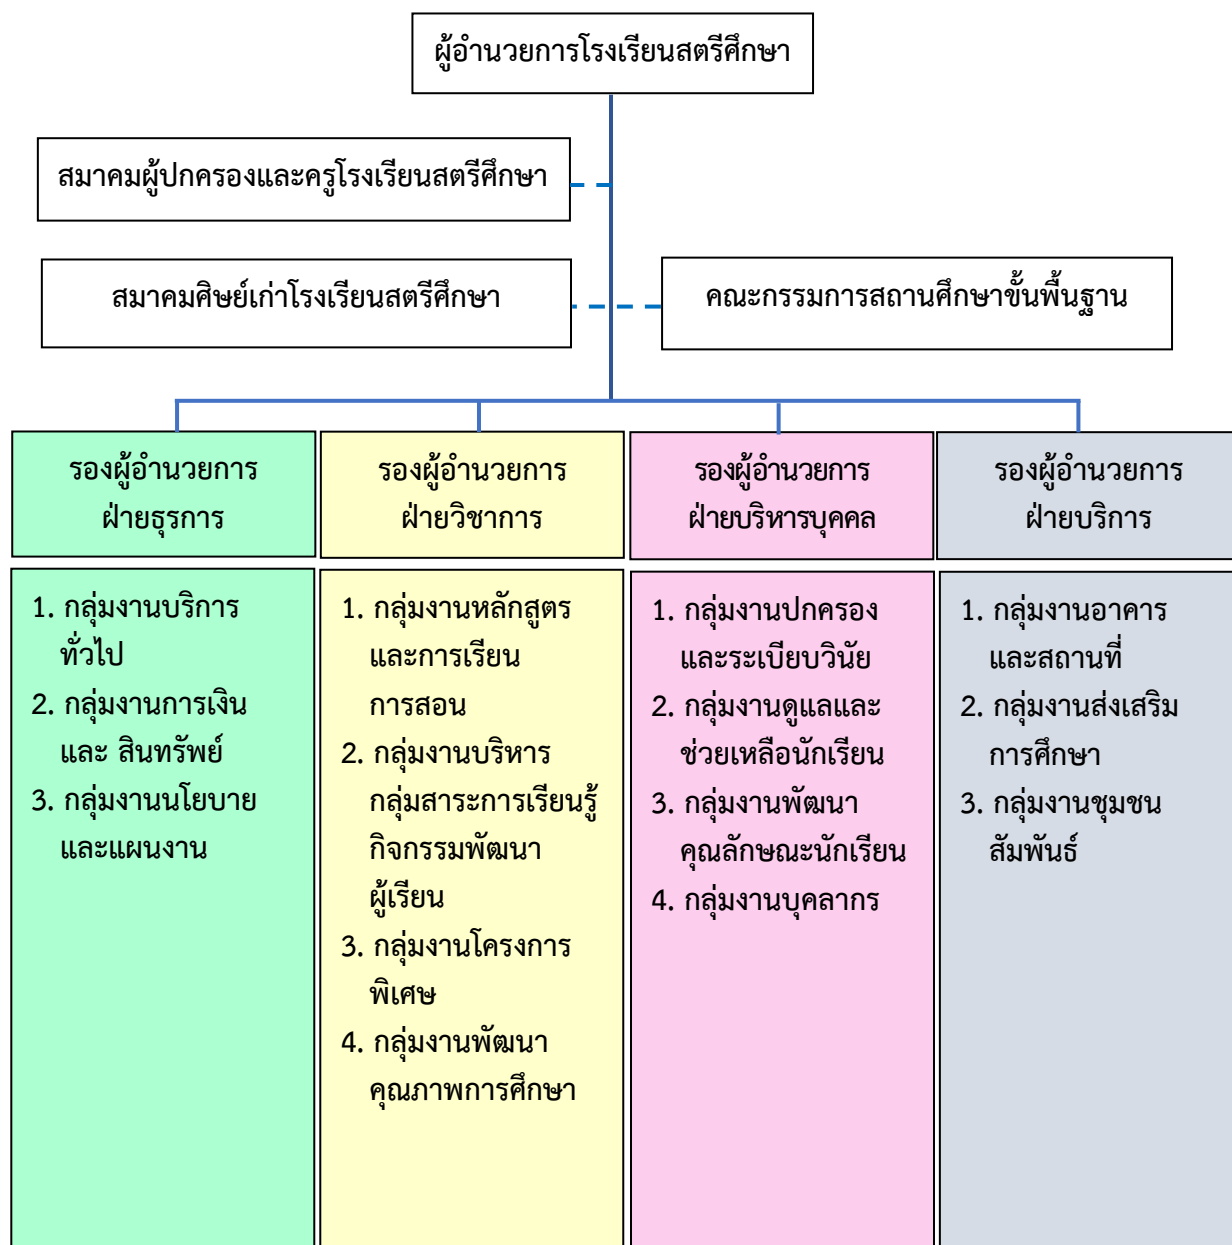 ผู้อำนวยการโรงเรียนสตรีศึกษา
สมาคมผู้ปกครองและครูโรงเรียนสตรีศึกษา
สมาคมศิษย์เก่าโรงเรียนสตรีศึกษา
คณะกรรมการสถานศึกษาขั้นพื้นฐาน
รองผู้อำนวยการ
ฝ่ายธุรการ
1. กลุ่มงานบริการ
ทั่วไป
2. กลุ่มงานการเงิน
และ สินทรัพย์
3. กลุ่มงานนโยบาย
และแผนงาน
รองผู้อำนวยการ
ฝ่ายวิชาการ
1. กลุ่มงานหลักสูตร
และการเรียน
การสอน
2. กลุ่มงานบริหาร
กลุ่มสาระการเรียนรู้
กิจกรรมพัฒนา
ผู้เรียน
3. กลุ่มงานโครงการ
พิเศษ
4. กลุ่มงานพัฒนา
คุณภาพการศึกษา
รองผู้อำนวยการ
ฝ่ายบริหารบุคคล
1. กลุ่มงานปกครอง
และระเบียบวินัย
2. กลุ่มงานดูแลและ
ช่วยเหลือนักเรียน
3. กลุ่มงานพัฒนา
คุณลักษณะนักเรียน
4. กลุ่มงานบุคลากร
รองผู้อำนวยการ
ฝ่ายบริการ
1. กลุ่มงานอาคาร
และสถานที่
2. กลุ่มงานส่งเสริม
การศึกษา
3. กลุ่มงานชุมชน
สัมพันธ์